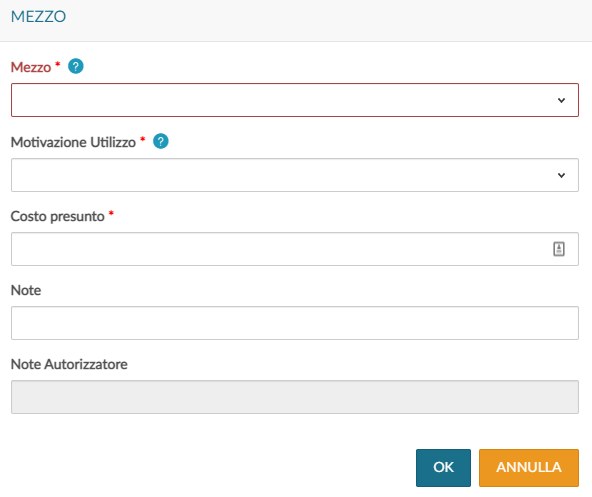 MEZZO
Mezzo * ?
Motivazione Utilizzo * ?
Costo presunto *
Note
Note Autorizzatore
OK ANNULLA